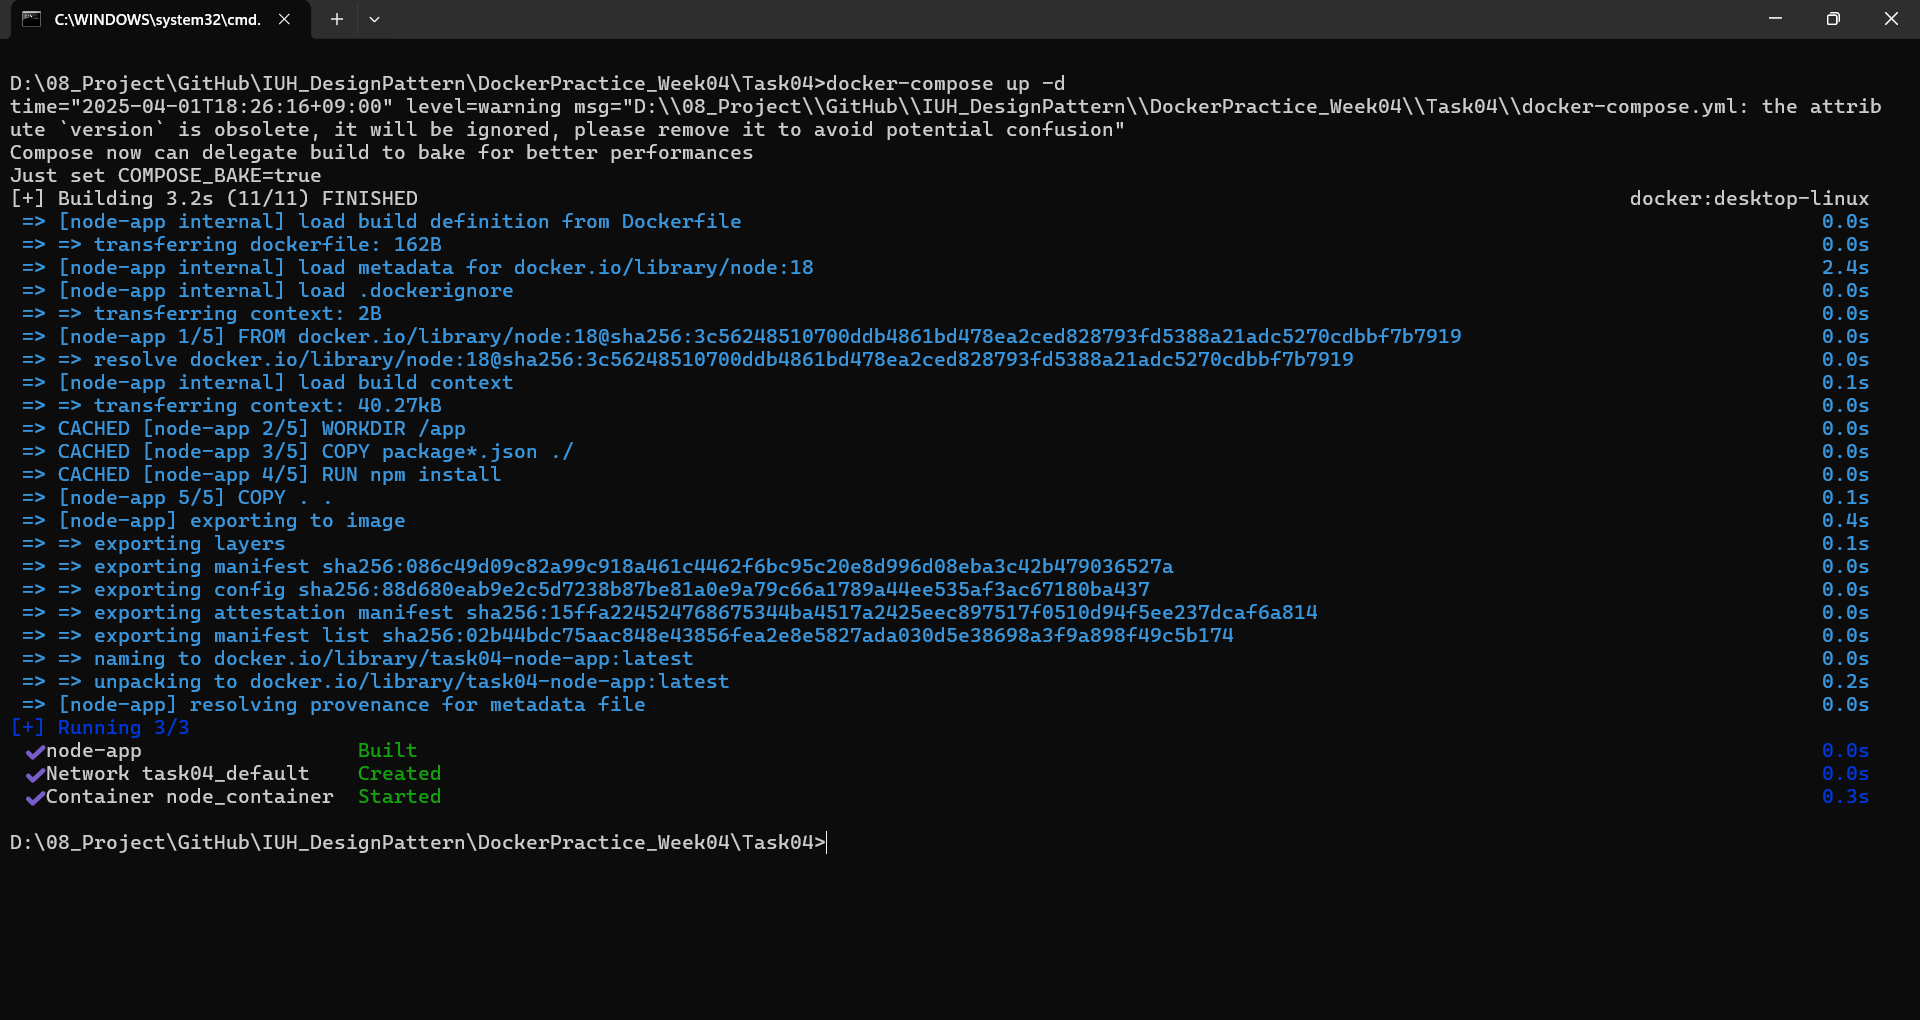 C:\WINDOWS\system32\cmd.
D:\08_Project\GitHub\IUH_DesignPattern\DockerPractice_Week04\Task04>docker-compose up -d
time="2025-04-01T18:26:16+09:00" level=warning msg="D:\\08_Project\\GitHub\\IUH_DesignPattern\\DockerPractice_Week04\\Task04\\docker-compose.yml: the attrib
ute `version` is obsolete, it will be ignored, please remove it to avoid potential confusion"
Compose now can delegate build to bake for better performances
Just set COMPOSE_BAKE=true
[+] Building 3.2s (11/11) FINISHED docker:desktop-linux
=> [node-app internal] load build definition from Dockerfile 0.0s
=> => transferring dockerfile: 162B 0.0s
=> [node-app internal] load metadata for docker.io/library/node:18 2.4s
=> [node-app internal] load .dockerignore 0.0s
=> => transferring context: 2B 0.0s
=> [node-app 1/5] FROM docker.io/library/node:18@sha256:3c56248510700ddb4861bd478ea2ced828793fd5388a21adc5270cdbbf7b7919 0.0s
=> => resolve docker.io/library/node:18@sha256:3c56248510700ddb4861bd478ea2ced828793fd5388a21adc5270cdbbf7b7919 0.0s
=> [node-app internal] load build context 0.1s
=> => transferring context: 40.27kB 0.0s
=> CACHED [node-app 2/5] WORKDIR /app 0.0s
=> CACHED [node-app 3/5] COPY package*.json ./ 0.0s
=> CACHED [node-app 4/5] RUN npm install 0.0s
=> [node-app 5/5] COPY . . 0.1s
=> [node-app] exporting to image 0.4s
=> => exporting layers 0.1s
=> => exporting manifest sha256:086c49d09c82a99c918a461c4462f6bc95c20e8d996d08eba3c42b479036527a 0.0s
=> => exporting config sha256:88d680eab9e2c5d7238b87be81a0e9a79c66a1789a44ee535af3ac67180ba437 0.0s
=> => exporting attestation manifest sha256:15ffa224524768675344ba4517a2425eec897517f0510d94f5ee237dcaf6a814 0.0s
=> => exporting manifest list sha256:02b44bdc75aac848e43856fea2e8e5827ada030d5e38698a3f9a898f49c5b174 0.0s
=> => naming to docker.io/library/task04-node-app:latest 0.0s
=> => unpacking to docker.io/library/task04-node-app:latest 0.2s
=> [node-app] resolving provenance for metadata file 0.0s
[+] Running 3/3
✔node-app Built 0.0s
✔Network task04_default Created 0.0s
✔Container node_container Started 0.3s
D:\08_Project\GitHub\IUH_DesignPattern\DockerPractice_Week04\Task04>